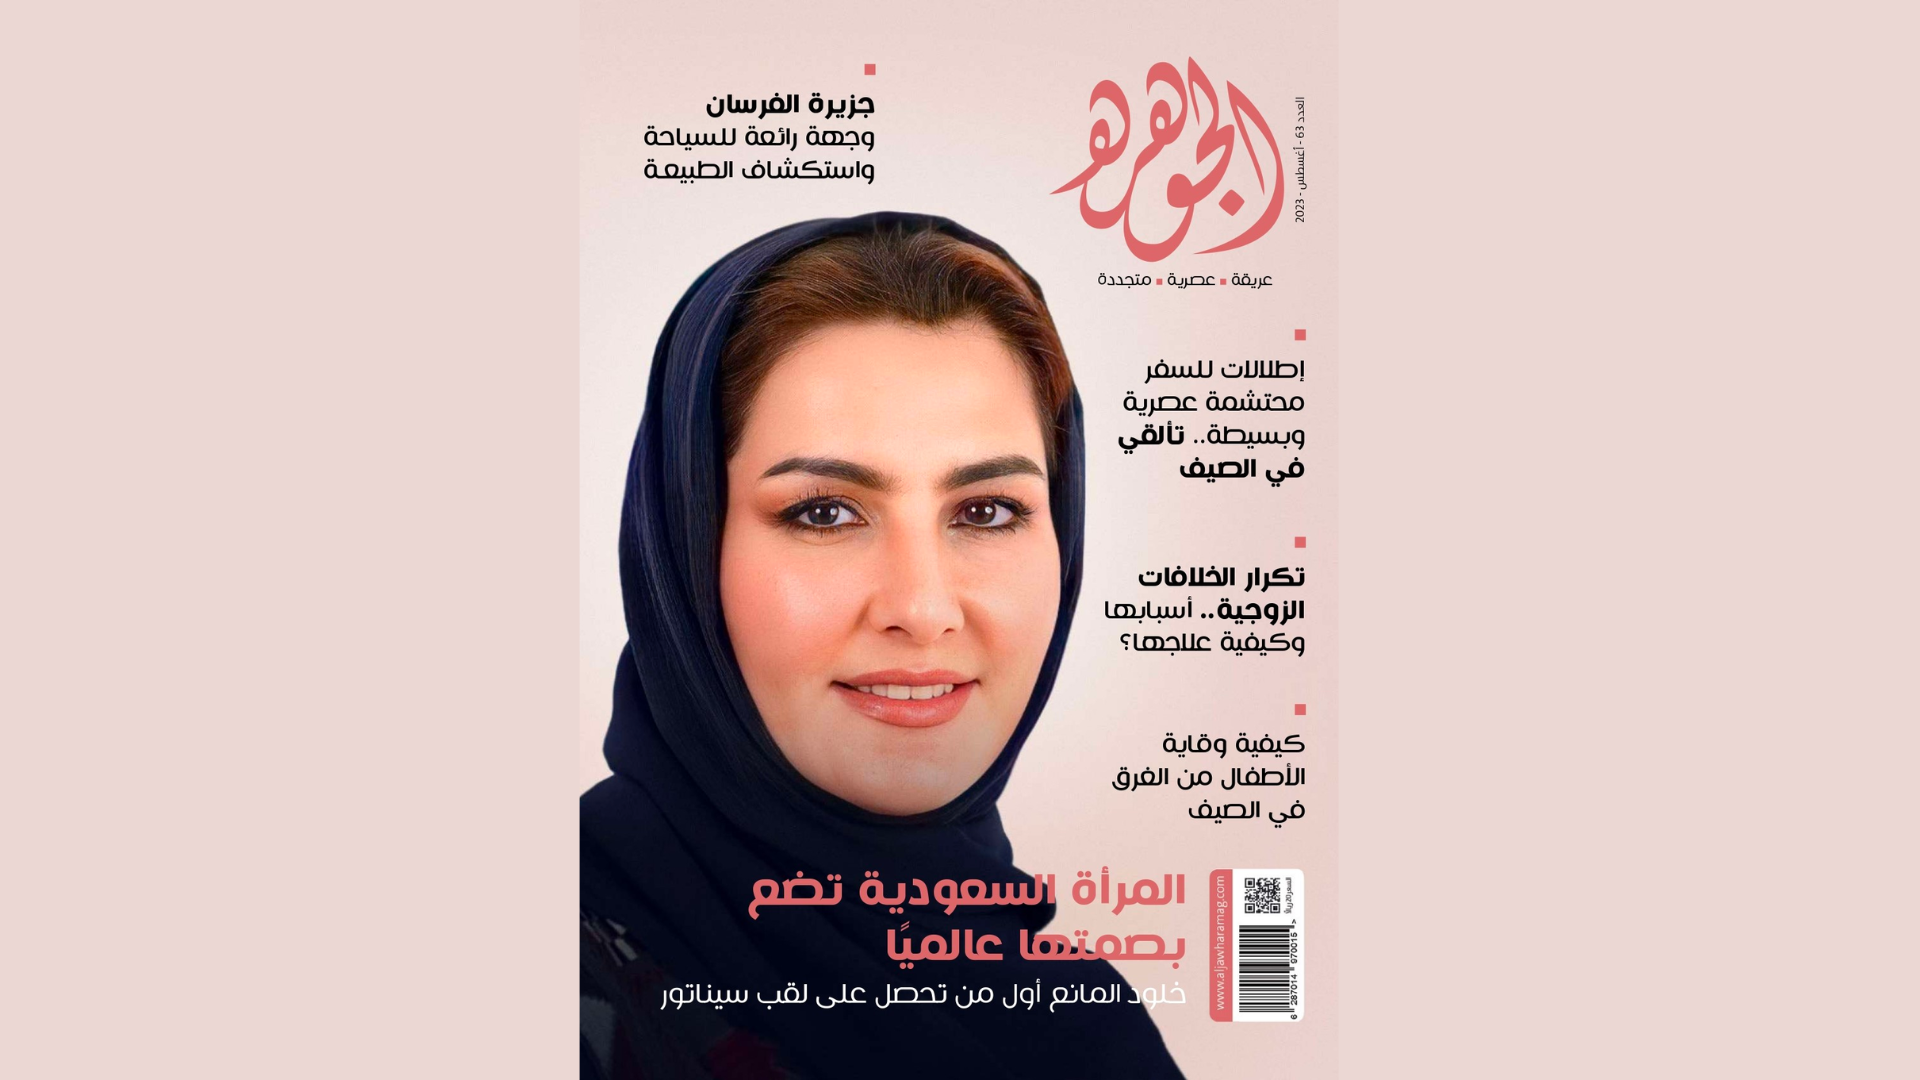 الجوهره
العدد 63 - أغسطس - 2023
عريقة ▪ عصرية ▪ متجددة
جزيرة الفرسان
وجهة رائعة للسياحة
واستكشاف الطبيعة
إطلالات للسفر
محتشمة عصرية
وبسيطة.. تألقي
في الصيف
تكرار الخلافات
الزوجية.. أسبابها
وكيفية علاجها؟
كيفية وقاية
الأطفال من الغرق
في الصيف
المرأة السعودية تضع
بصمتها عالميًا
خلود المانع أول من تحصل على لقب سيناتور
www.aljawharamag.com
6 287014 970015 >